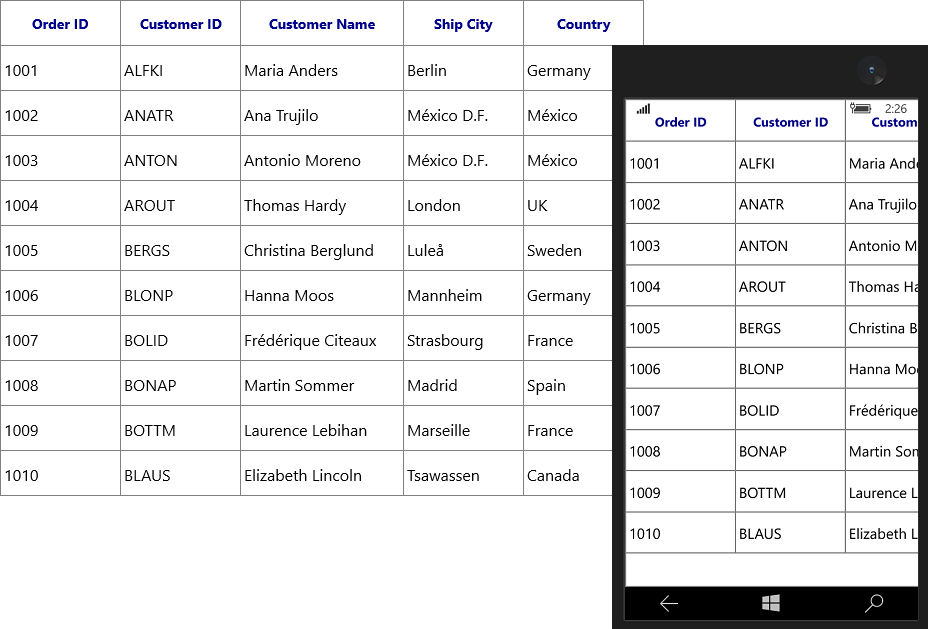 Order ID Customer ID Customer Name Ship City Country
1001 ALFKI Maria Anders Berlin Germany
1002 ANATR Ana Trujilo México D.F. México
1003 ANTON Antonio Moreno México D.F. México
1004 AROUT Thomas Hardy London UK
1005 BERGS Christina Berglund Luleå Sweden
1006 BLONP Hanna Moos Mannheim Germany
1007 BOLID Frédérique Citeaux Strasbourg France
1008 BONAP Martin Sommer Madrid Spain
1009 BOTTM Laurence Lebihan Marseille France
1010 BLAUS Elizabeth Lincoln Tsawassen Canada
2:26
Order ID Customer ID Custom
1001 ALFKI Maria Ande
1002 ANATR Ana Trujilo
1003 ANTON Antonio M
1004 AROUT Thomas Ha
1005 BERGS Christina B
1006 BLONP Hanna Moo
1007 BOLID Frédérique
1008 BONAP Martin Som
1009 BOTTM Laurence L
1010 BLAUS Elizabeth L